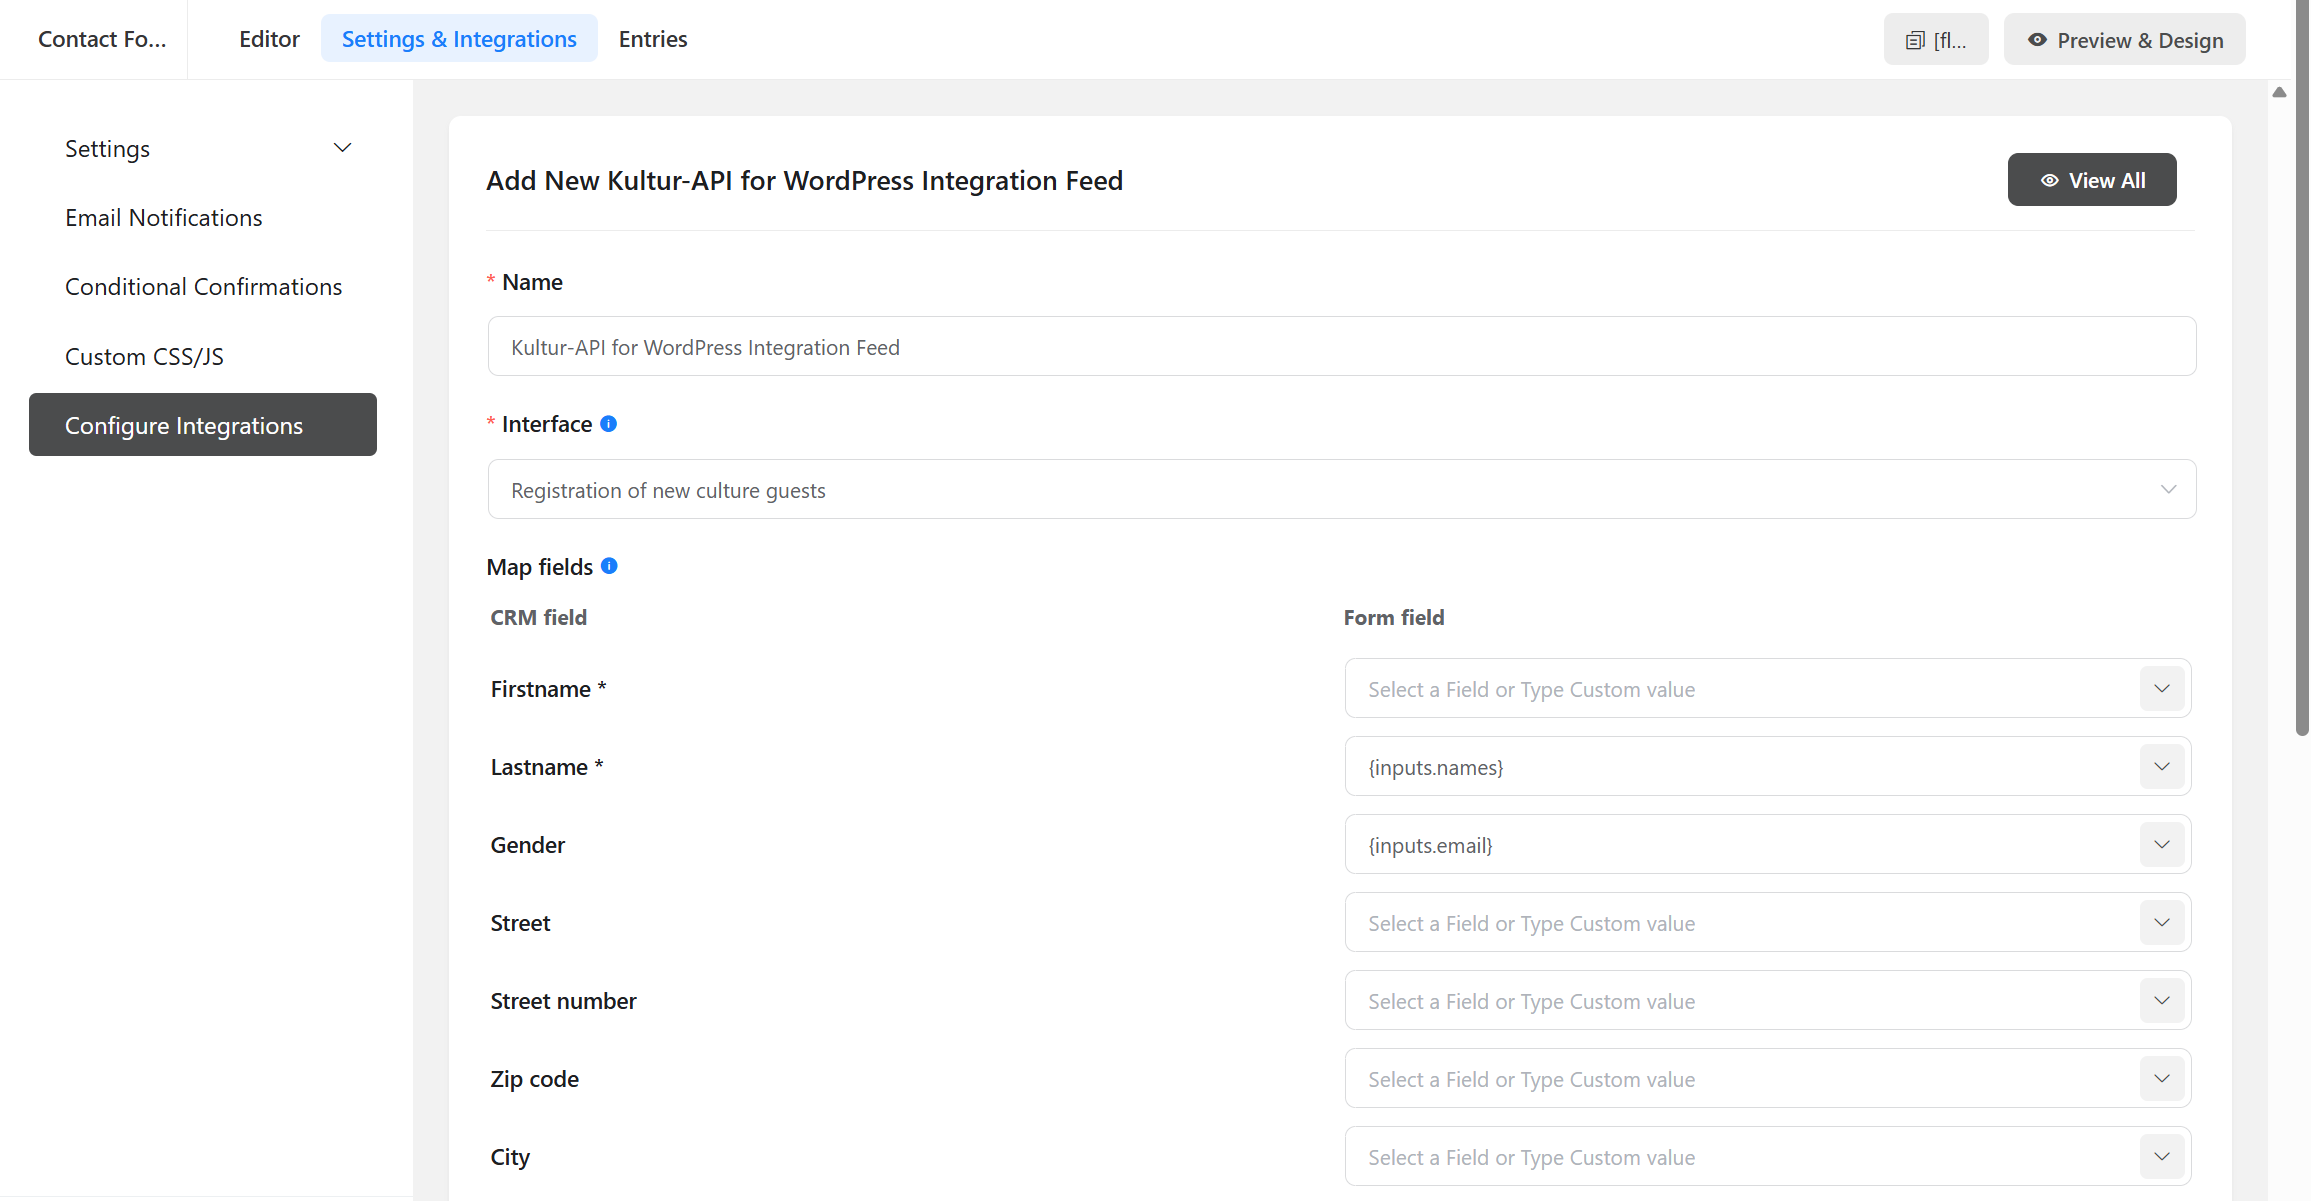 Contact Fo...
Editor
Settings & Integrations
Entries
[fl...
Preview & Design
Settings
Email Notifications
Conditional Confirmations
Custom CSS/JS
Configure Integrations
Add New Kultur-API for WordPress Integration Feed
View All
* Name
Kultur-API for WordPress Integration Feed
* Interface
Registration of new culture guests
Map fields
CRM field
Form field
Firstname *
Select a Field or Type Custom value
Lastname *
{inputs.names}
Gender
{inputs.email}
Street
Select a Field or Type Custom value
Street number
Select a Field or Type Custom value
Zip code
Select a Field or Type Custom value
City
Select a Field or Type Custom value